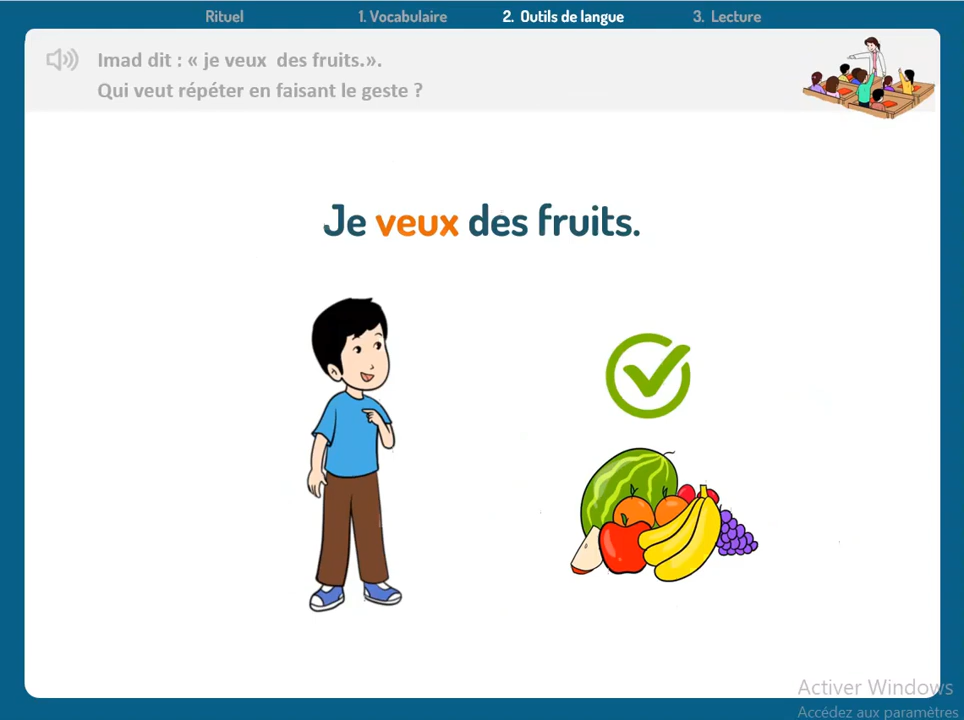 Rituel 1. Vocabulaire 2. Outils de langue 3. Lecture
Imad dit : « je veux des fruits.».
Qui veut répéter en faisant le geste ?
Je veux des fruits.
Activer Windows
Accédez aux paramètres